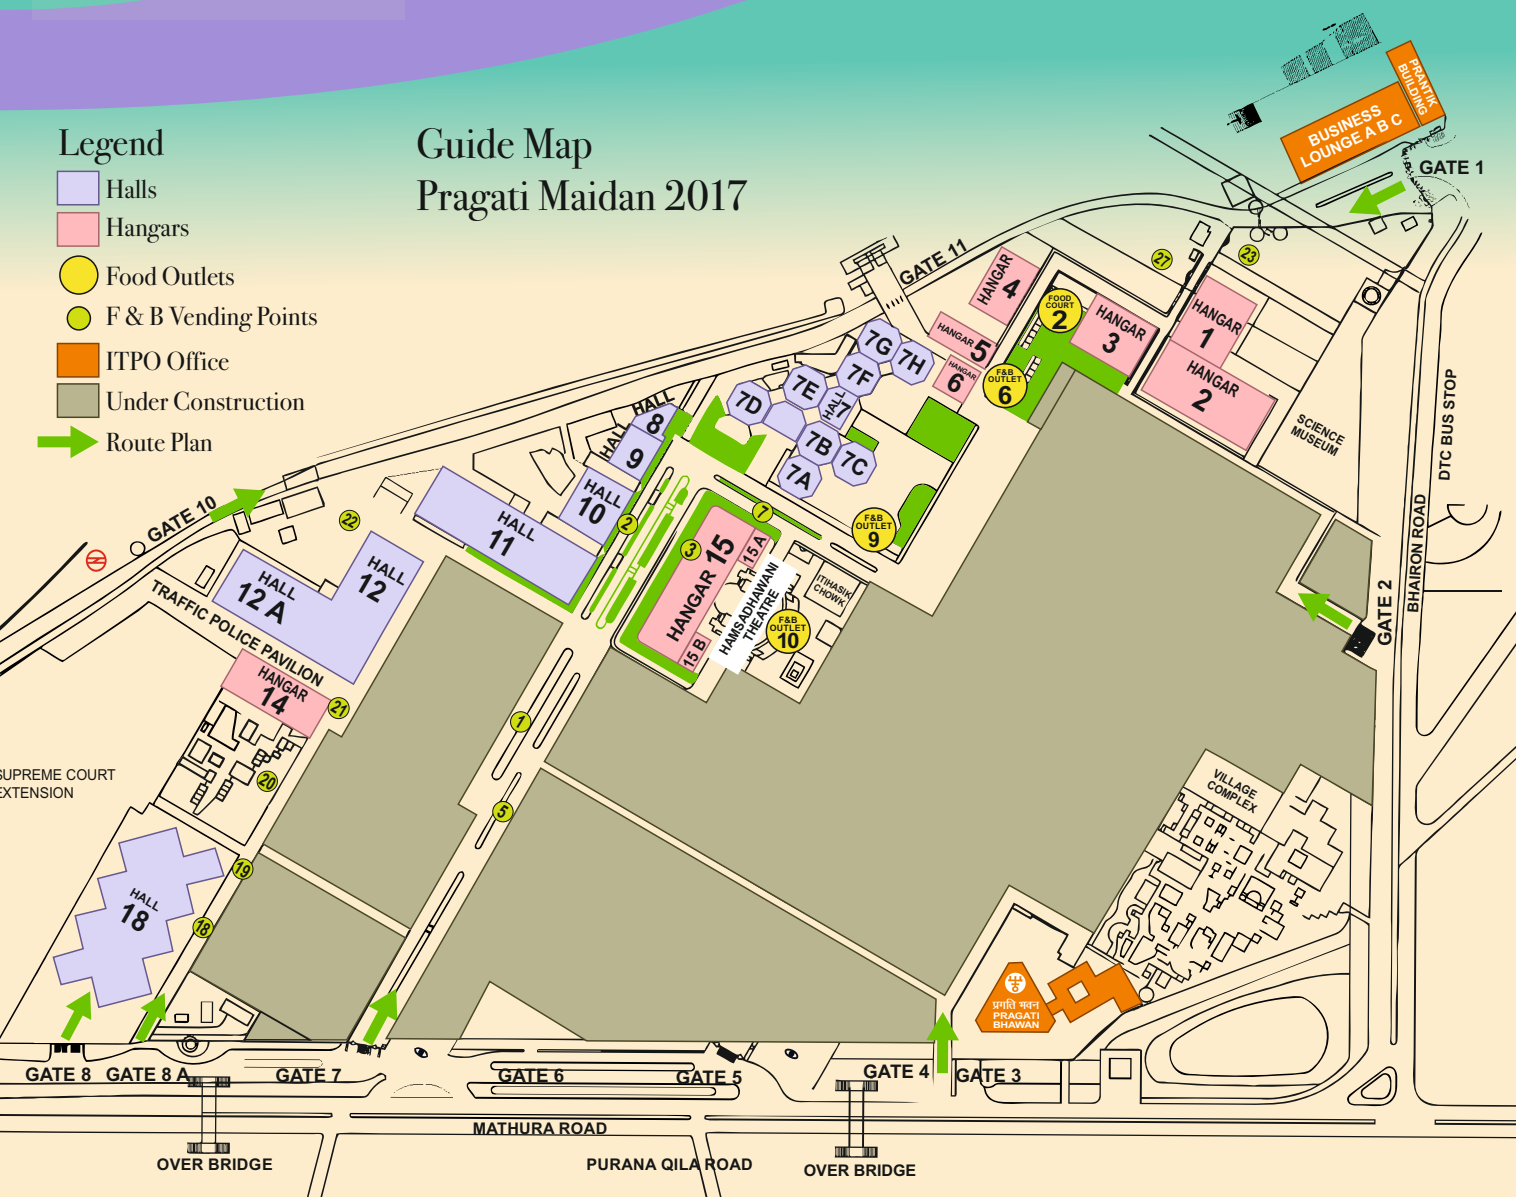 Legend
Halls
Hangars
Food Outlets
F & B Vending Points
ITPO Office
Under Construction
Route Plan
Guide Map
Pragati Maidan 2017
PRANTIK
BUILDING
BUSINESS
LOUNGE A B C
GATE 1
GATE 11
27
23
HANGAR
4
HANGAR
5
HANGAR
6
FOOD
COURT
2
HANGAR
3
HANGAR
1
HANGAR
2
F&B
OUTLET
6
SCIENCE
MUSEUM
DTC BUS STOP
BHAIRON ROAD
GATE 2
7G
7H
7F
7E
7D
HALL
7
7B
7C
7A
HALL
8
HALL
9
HALL
10
HALL
11
2
3
7
F&B
OUTLET
9
HANGAR 15
15 A
15 B
HAMSADHAWANI
THEATRE
ITIHASIK
CHOWK
F&B
OUTLET
10
GATE 10
22
HALL
12
HALL
12 A
TRAFFIC POLICE PAVILION
HANGAR
14
21
20
1
5
SUPREME COURT
EXTENSION
HALL
18
19
18
VILLAGE
COMPLEX
प्रगति भवन
PRAGATI
BHAWAN
GATE 8
GATE 8 A
GATE 7
GATE 6
GATE 5
GATE 4
GATE 3
MATHURA ROAD
OVER BRIDGE
PURANA QILA ROAD
OVER BRIDGE